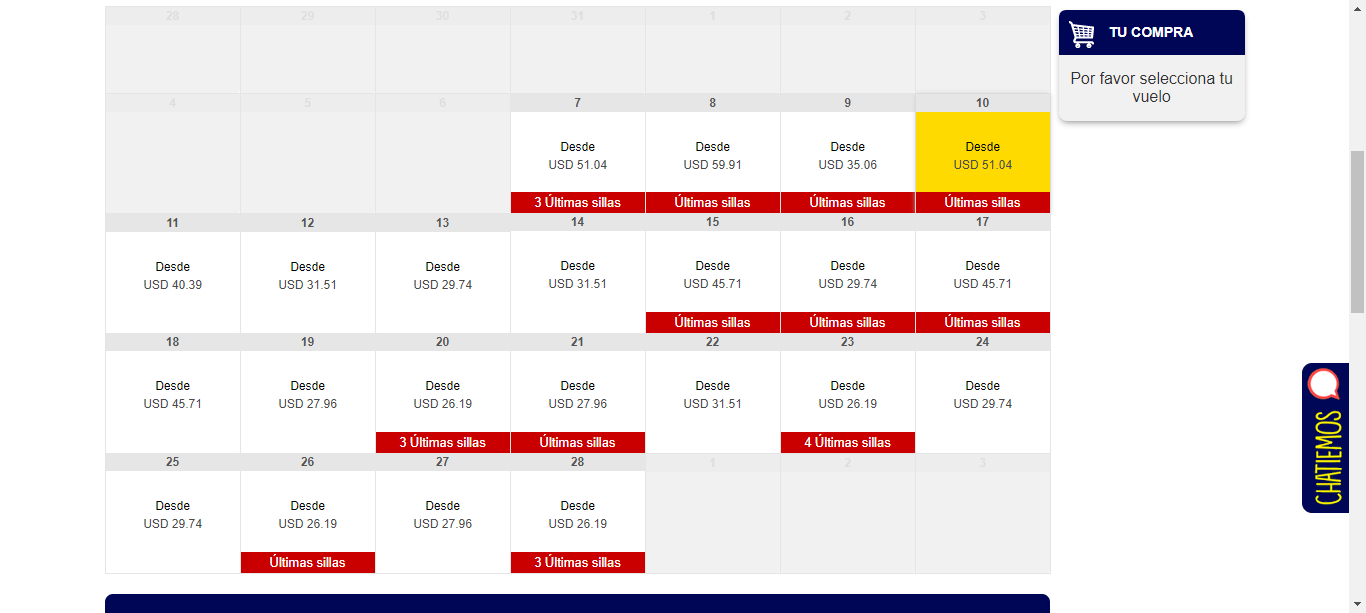 28 29 30 31 1 2 3
TU COMPRA
Por favor selecciona tu
vuelo
4 5 6 7 8 9 10
Desde Desde Desde Desde
USD 51.04 USD 59.91 USD 35.06 USD 51.04
3 Últimas sillas Últimas sillas Últimas sillas Últimas sillas
11 12 13 14 15 16 17
Desde Desde Desde Desde Desde Desde Desde
USD 40.39 USD 31.51 USD 29.74 USD 31.51 USD 45.71 USD 29.74 USD 45.71
Últimas sillas Últimas sillas Últimas sillas
18 19 20 21 22 23 24
Desde Desde Desde Desde Desde Desde Desde
USD 45.71 USD 27.96 USD 26.19 USD 27.96 USD 31.51 USD 26.19 USD 29.74
3 Últimas sillas Últimas sillas 4 Últimas sillas
25 26 27 28 1 2 3
Desde Desde Desde Desde
USD 29.74 USD 26.19 USD 27.96 USD 26.19
Últimas sillas 3 Últimas sillas
CHATIEMOS